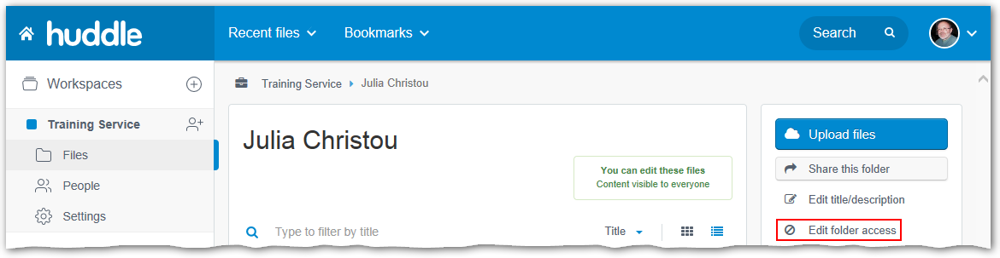 huddle
Recent files
Bookmarks
Search
Workspaces
Training Service
Files
People
Settings
Training Service
Julia Christou
Julia Christou
You can edit these files
Content visible to everyone
Type to filter by title
Title
Upload files
Share this folder
Edit title/description
Edit folder access